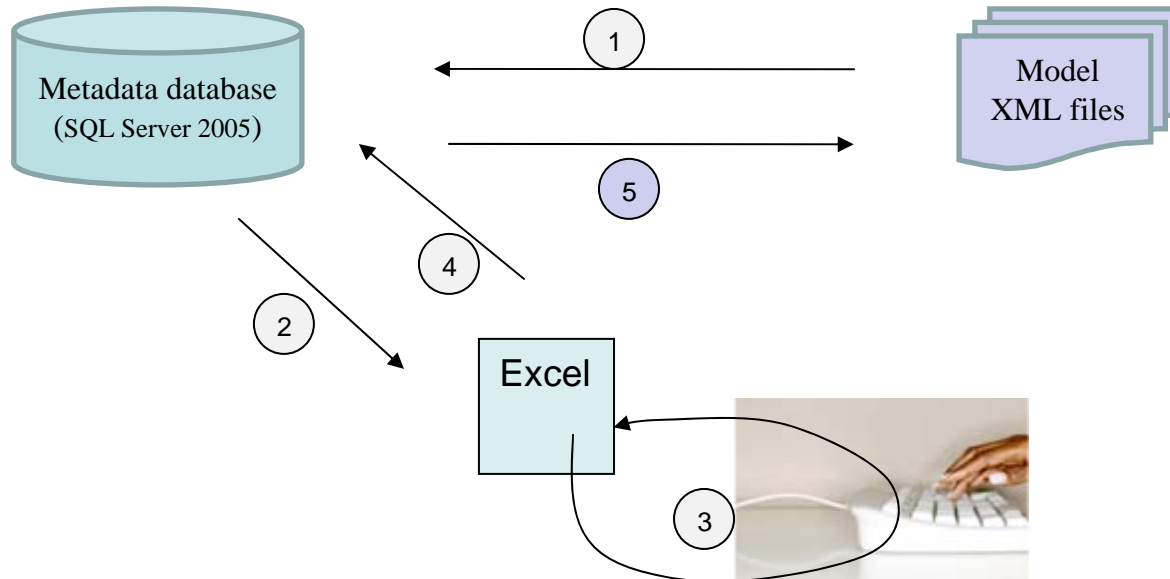 1
Metadata database
(SQL Server 2005)
Model
XML files
5
4
2
Excel
3